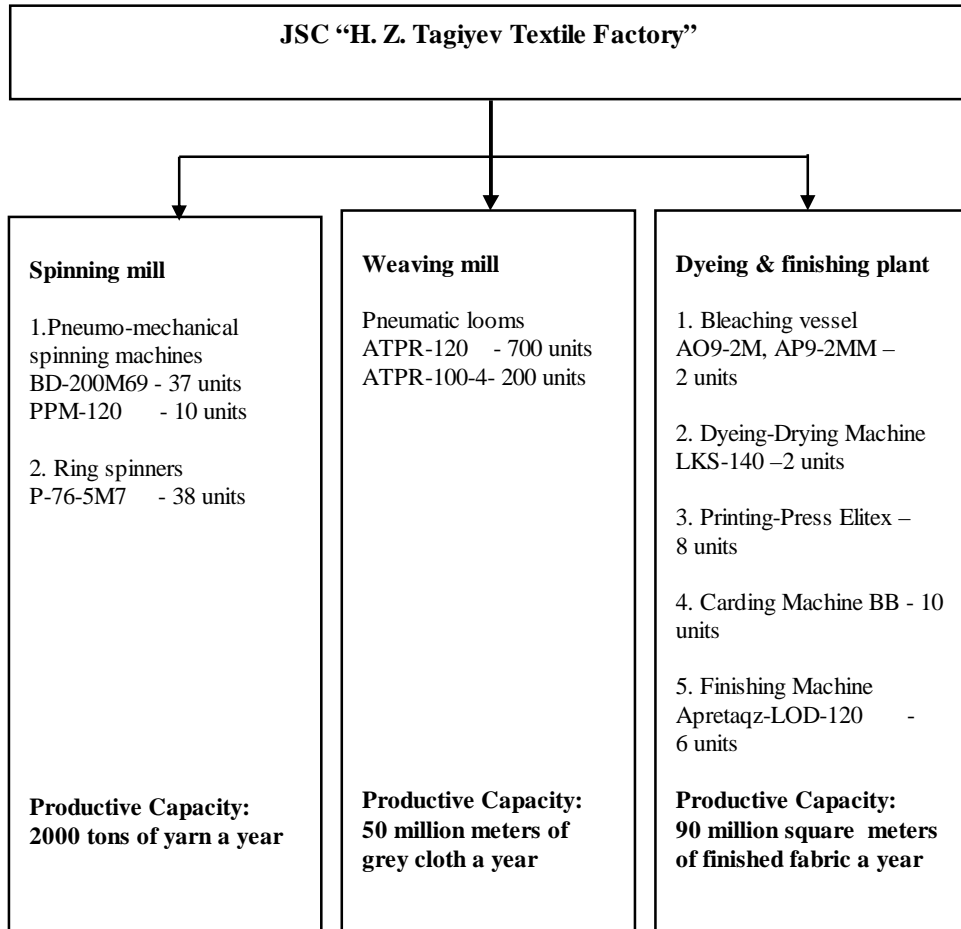 JSC “H. Z. Tagiyev Textile Factory”
Spinning mill
1.Pneumo-mechanical
spinning machines
BD-200M69 - 37 units
PPM-120 - 10 units
2. Ring spinners
P-76-5M7 - 38 units
Productive Capacity:
2000 tons of yarn a year
Weaving mill
Pneumatic looms
ATPR-120 - 700 units
ATPR-100-4- 200 units
Productive Capacity:
50 million meters of
grey cloth a year
Dyeing & finishing plant
1. Bleaching vessel
AO9-2M, AP9-2MM –
2 units
2. Dyeing-Drying Machine
LKS-140 –2 units
3. Printing-Press Elitex –
8 units
4. Carding Machine BB - 10
units
5. Finishing Machine
Apretaqz-LOD-120 -
6 units
Productive Capacity:
90 million square meters
of finished fabric a year